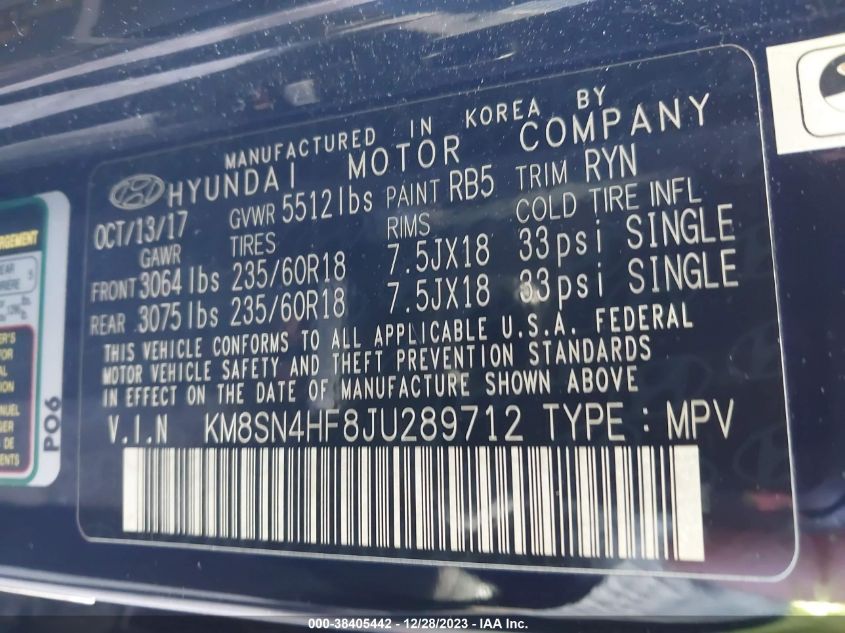 MANUFACTURED IN KOREA BY
HYUNDAI MOTOR COMPANY
OCT/13/17 GVWR 5512lbs PAINT RB5 TRIM RYN
GAWR TIRES RIMS COLD TIRE INFL
FRONT 3064lbs 235/60R18 7.5JX18 33psi SINGLE
REAR 3075lbs 235/60R18 7.5JX18 33psi SINGLE
THIS VEHICLE CONFORMS TO ALL APPLICABLE U.S.A. FEDERAL
MOTOR VEHICLE SAFETY AND THEFT PREVENTION STANDARDS
IN EFFECT ON THE DATE OF MANUFACTURE SHOWN ABOVE
V.I.N KM8SN4HF8JU289712 TYPE : MPV
P06
000-38405442 - 12/28/2023 - IAA Inc.